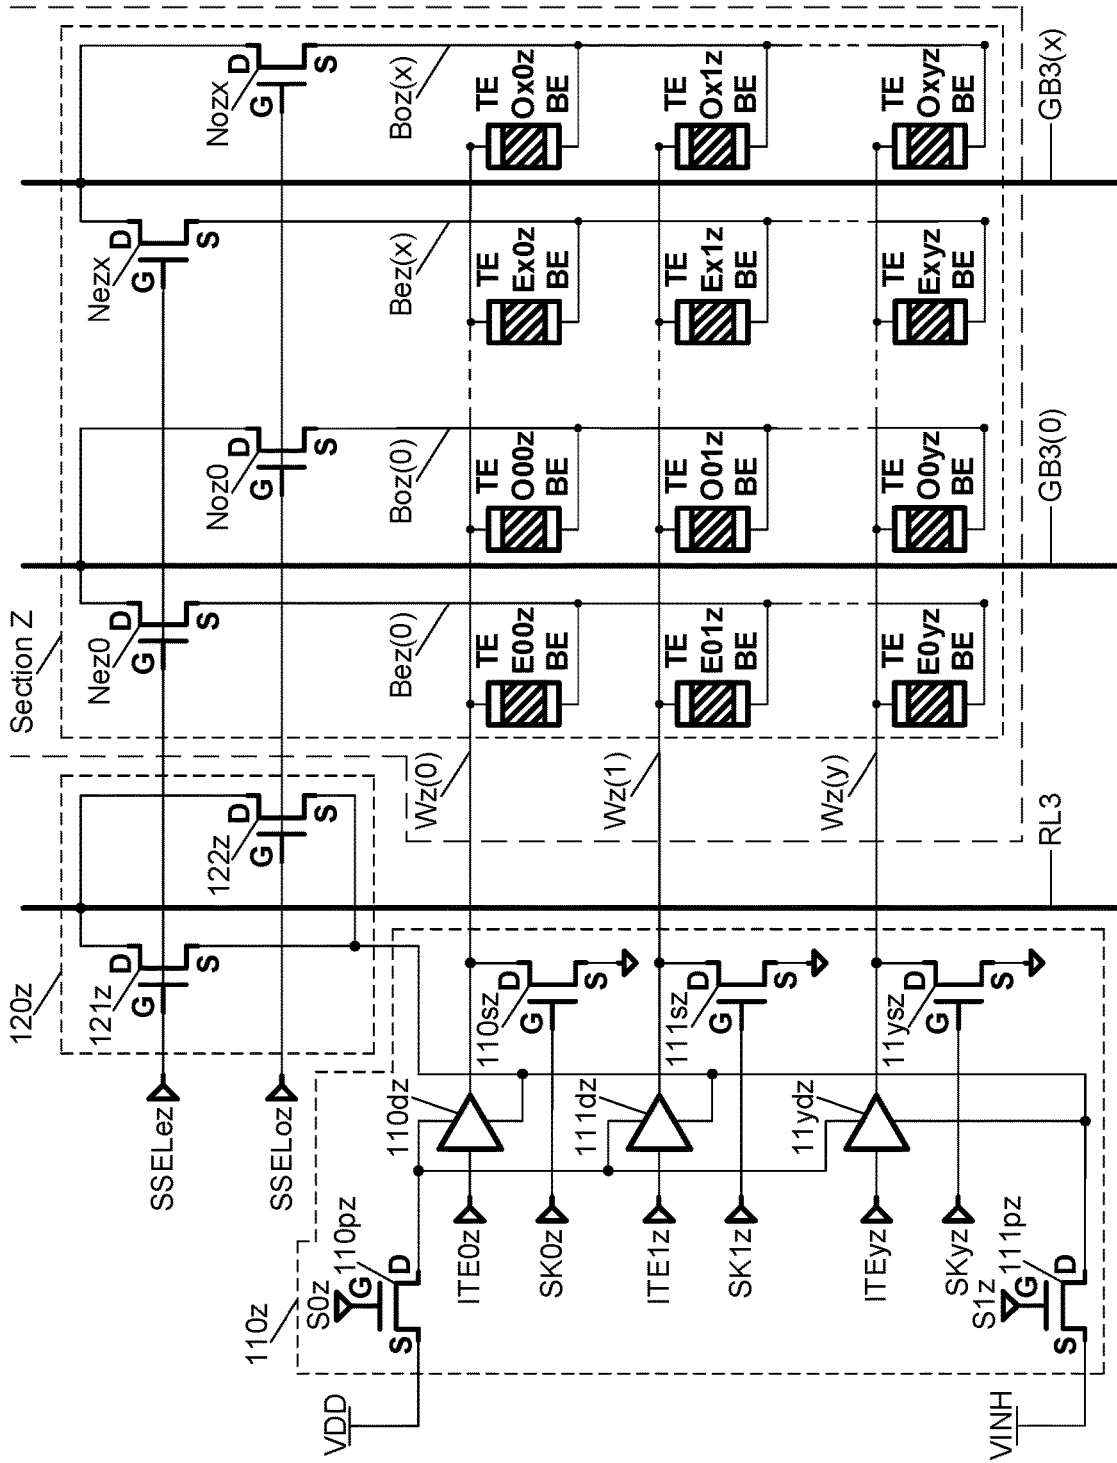 120z
Section Z
121z
Nez0
Nezx
D
D
D
G
G
G
SSELez
S
S
S
122z
Noz0
Nozx
D
D
D
110z
G
G
G
SSELoz
S0z
S
S
S
VDD
110pz
G
S
D
110dz
Bez(0)
Boz(0)
Bez(x)
Boz(x)
Wz(0)
ITE0z
110sz
TE
TE
TE
TE
D
E00z
O00z
Ex0z
Ox0z
G
SK0z
BE
BE
BE
BE
111dz
S
Wz(1)
ITE1z
111sz
TE
TE
TE
TE
D
E01z
O01z
Ex1z
Ox1z
G
SK1z
BE
BE
BE
BE
S
11ydz
Wz(y)
ITEyz
11ysz
TE
TE
TE
TE
D
E0yz
O0yz
Exyz
Oxyz
G
SKyz
BE
BE
BE
BE
S1z
VINH
S
111pz
G
RL3
GB3(0)
GB3(x)
S
D